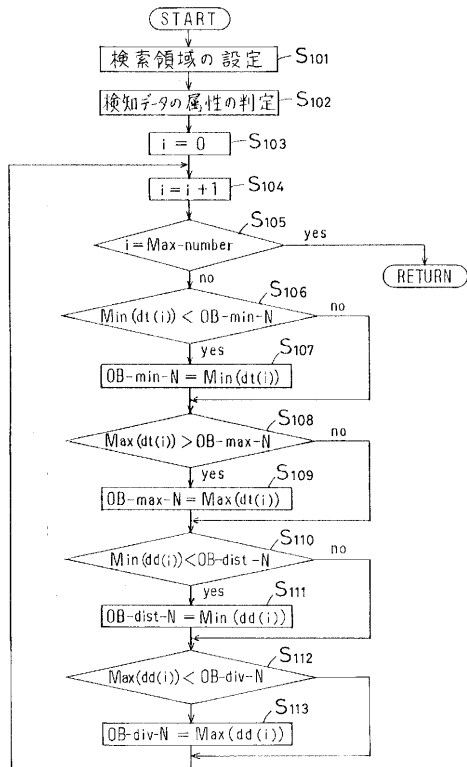 START
検索領域の設定
S101
検知データの属性の判定
S102
i = 0
S103
i = i + 1
S104
S105
i = Max-number
yes
RETURN
no
S106
Min(dt(i)) < OB-min-N
no
yes
S107
OB-min-N = Min(dt(i))
S108
Max(dt(i)) > OB-max-N
no
yes
S109
OB-max-N = Max(dt(i))
S110
Min(dd(i)) < OB-dist-N
no
yes
S111
OB-dist-N = Min (dd(i))
S112
Max(dd(i)) < OB-div-N
S113
OB-div-N = Max(dd(i))